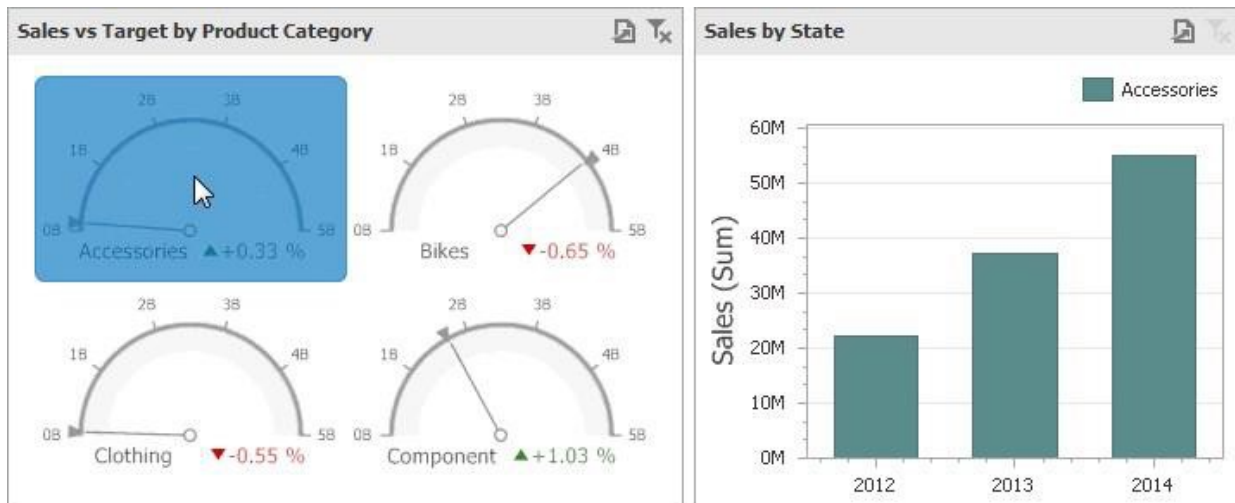 Sales vs Target by Product Category
2B 3B
1B 4B
0B 5B
Accessories ▲+0.33 %
2B 3B
1B 4B
0B 5B
Bikes ▼-0.65 %
2B 3B
1B 4B
0B 5B
Clothing ▼-0.55 %
2B 3B
1B 4B
0B 5B
Component ▲+1.03 %
Sales by State
Accessories
Sales (Sum)
60M
50M
40M
30M
20M
10M
0M
2012 2013 2014